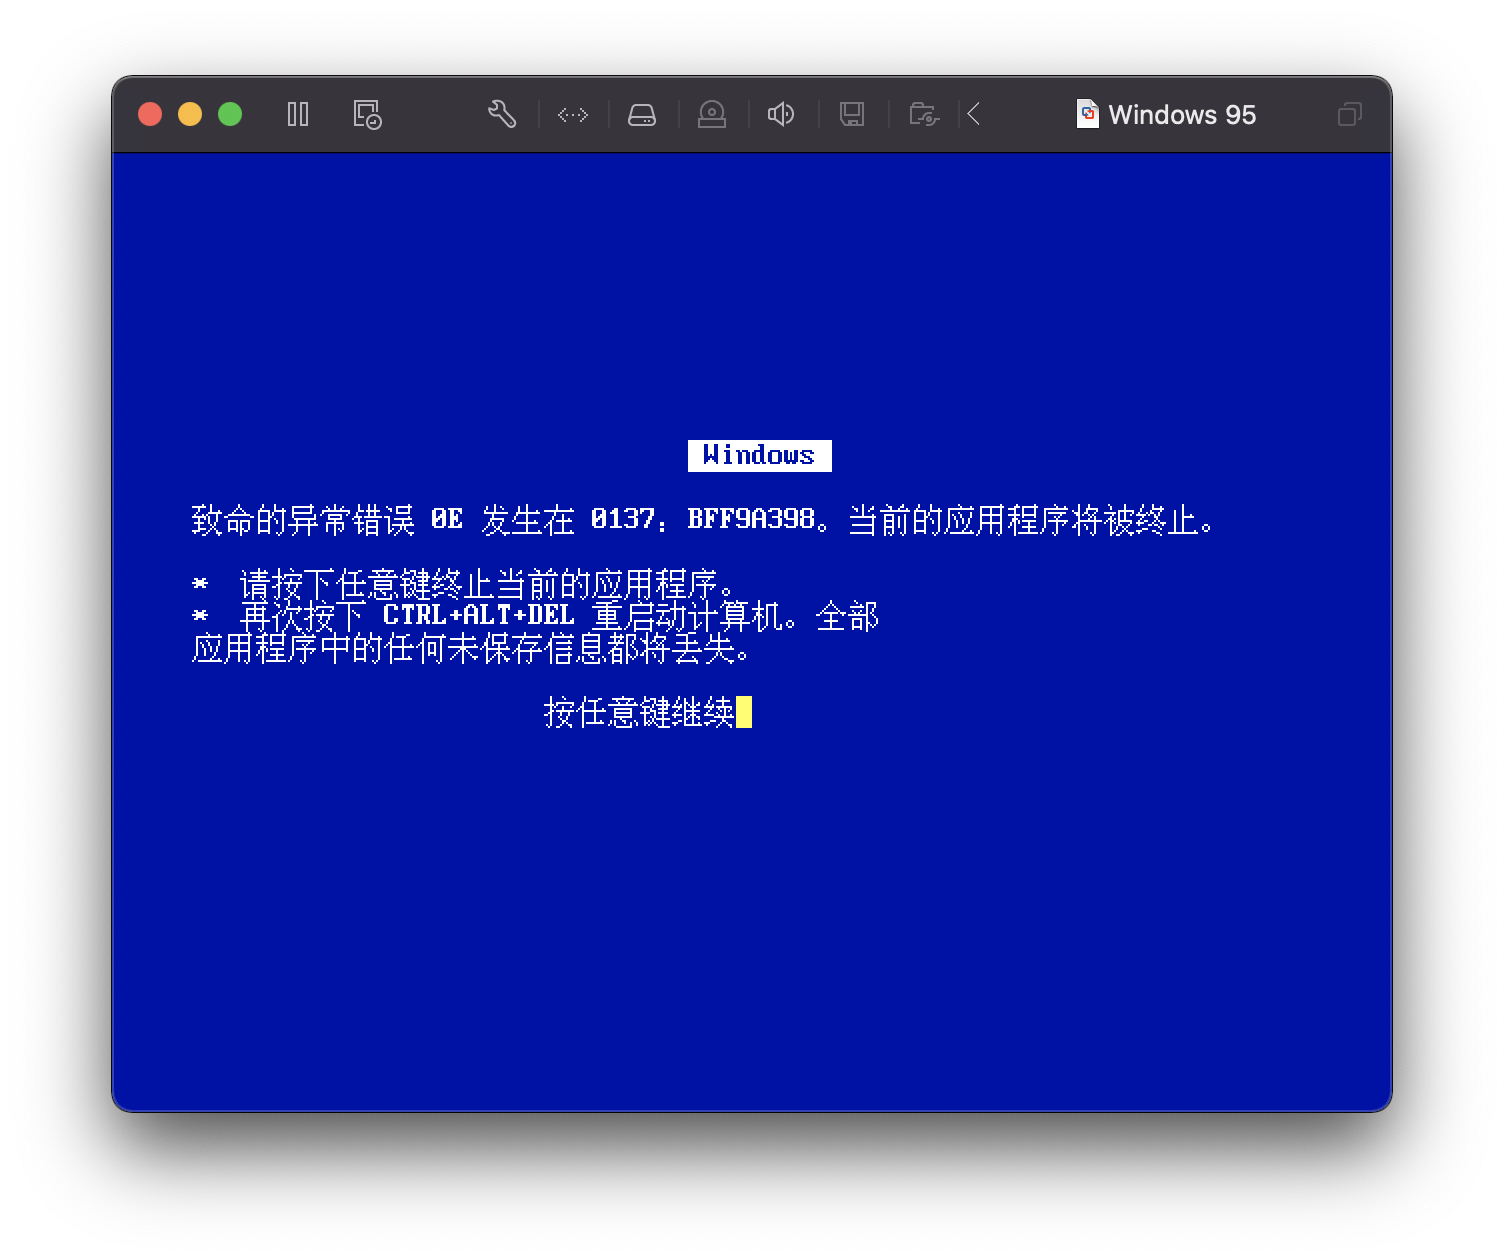 Windows 95
Windows
致命的异常错误 0E 发生在 0137：BFF9A398。当前的应用程序将被终止。
* 请按下任意键终止当前的应用程序。
* 再次按下 CTRL+ALT+DEL 重启动计算机。全部
应用程序中的任何未保存信息都将丢失。
按任意键继续